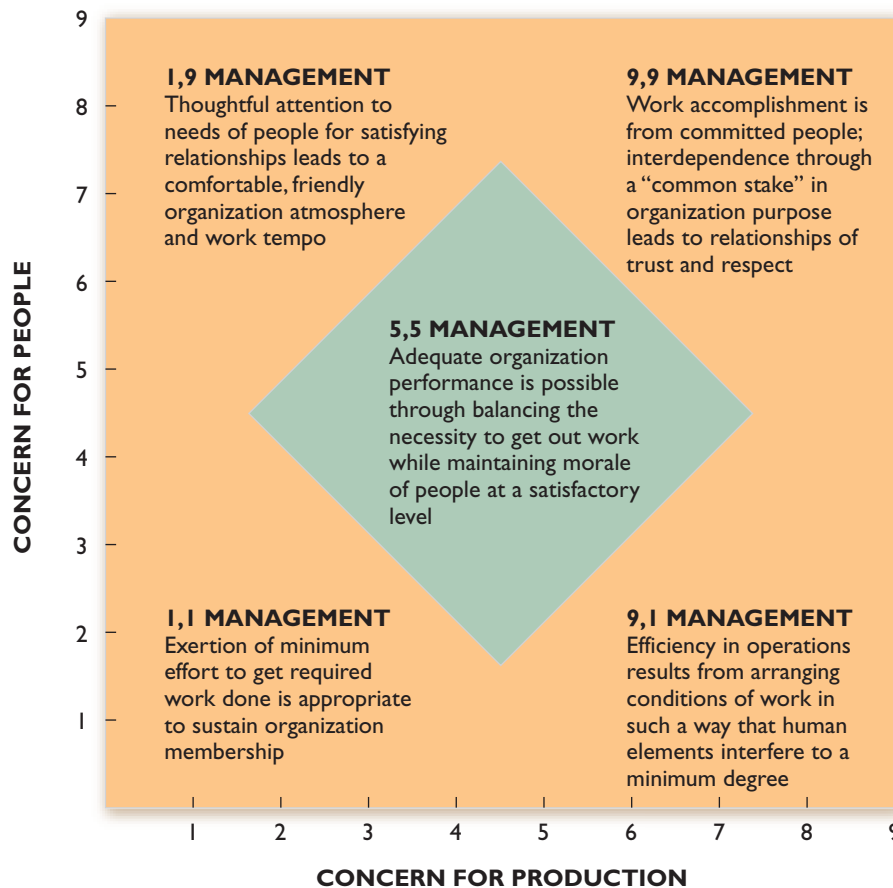 9
8
7
6
5
4
3
2
1
CONCERN FOR PEOPLE
1,9 MANAGEMENT
Thoughtful attention to
needs of people for satisfying
relationships leads to a
comfortable, friendly
organization atmosphere
and work tempo
9,9 MANAGEMENT
Work accomplishment is
from committed people;
interdependence through
a “common stake” in
organization purpose
leads to relationships of
trust and respect
5,5 MANAGEMENT
Adequate organization
performance is possible
through balancing the
necessity to get out work
while maintaining morale
of people at a satisfactory
level
1,1 MANAGEMENT
Exertion of minimum
effort to get required
work done is appropriate
to sustain organization
membership
9,1 MANAGEMENT
Efficiency in operations
results from arranging
conditions of work in
such a way that human
elements interfere to a
minimum degree
1 2 3 4 5 6 7 8 9
CONCERN FOR PRODUCTION